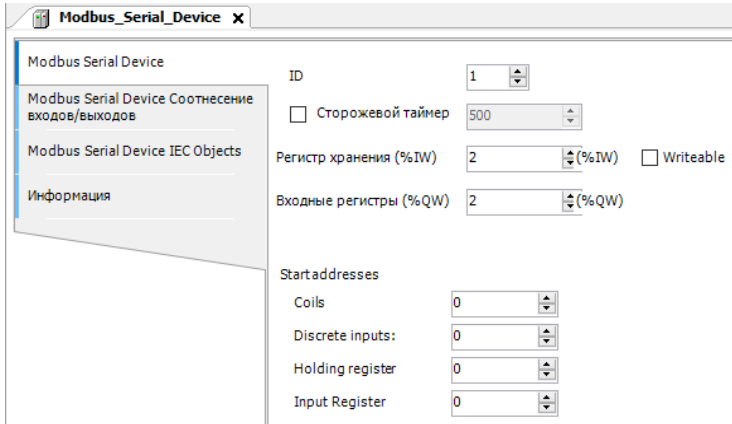 Modbus_Serial_Device X
Modbus Serial Device
Modbus Serial Device Соотнесение
входов/выходов
Modbus Serial Device IEC Objects
Информация
ID 1
Сторожевой таймер 500
Регистр хранения (%IW) 2 (%IW) Writeable
Входные регистры (%QW) 2 (%QW)
Start addresses
Coils 0
Discrete inputs: 0
Holding register 0
Input Register 0